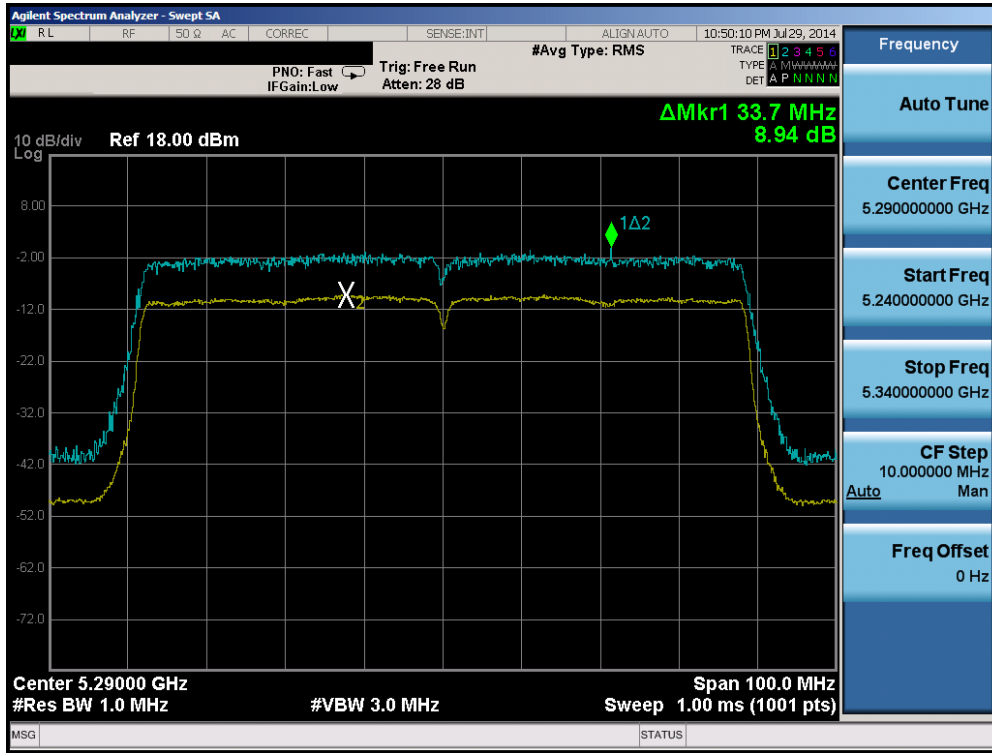 Agilent Spectrum Analyzer - Swept SA
LXI RL RF 50 Ω AC CORREC SENSE:INT ALIGN AUTO 10:50:10 PM Jul 29, 2014
#Avg Type: RMS TRACE 1 2 3 4 5 6
PNO: Fast Trig: Free Run TYPE A M W W W W
IFGain:Low Atten: 28 dB DET A P N N N N
ΔMkr1 33.7 MHz
8.94 dB
10 dB/div Ref 18.00 dBm
Log
8.00
1Δ2
-2.00
X2
-12.0
-22.0
-32.0
-42.0
-52.0
-62.0
-72.0
Center 5.29000 GHz Span 100.0 MHz
#Res BW 1.0 MHz #VBW 3.0 MHz Sweep 1.00 ms (1001 pts)
MSG STATUS
Frequency
Auto Tune
Center Freq
5.290000000 GHz
Start Freq
5.240000000 GHz
Stop Freq
5.340000000 GHz
CF Step
10.000000 MHz
Auto Man
Freq Offset
0 Hz